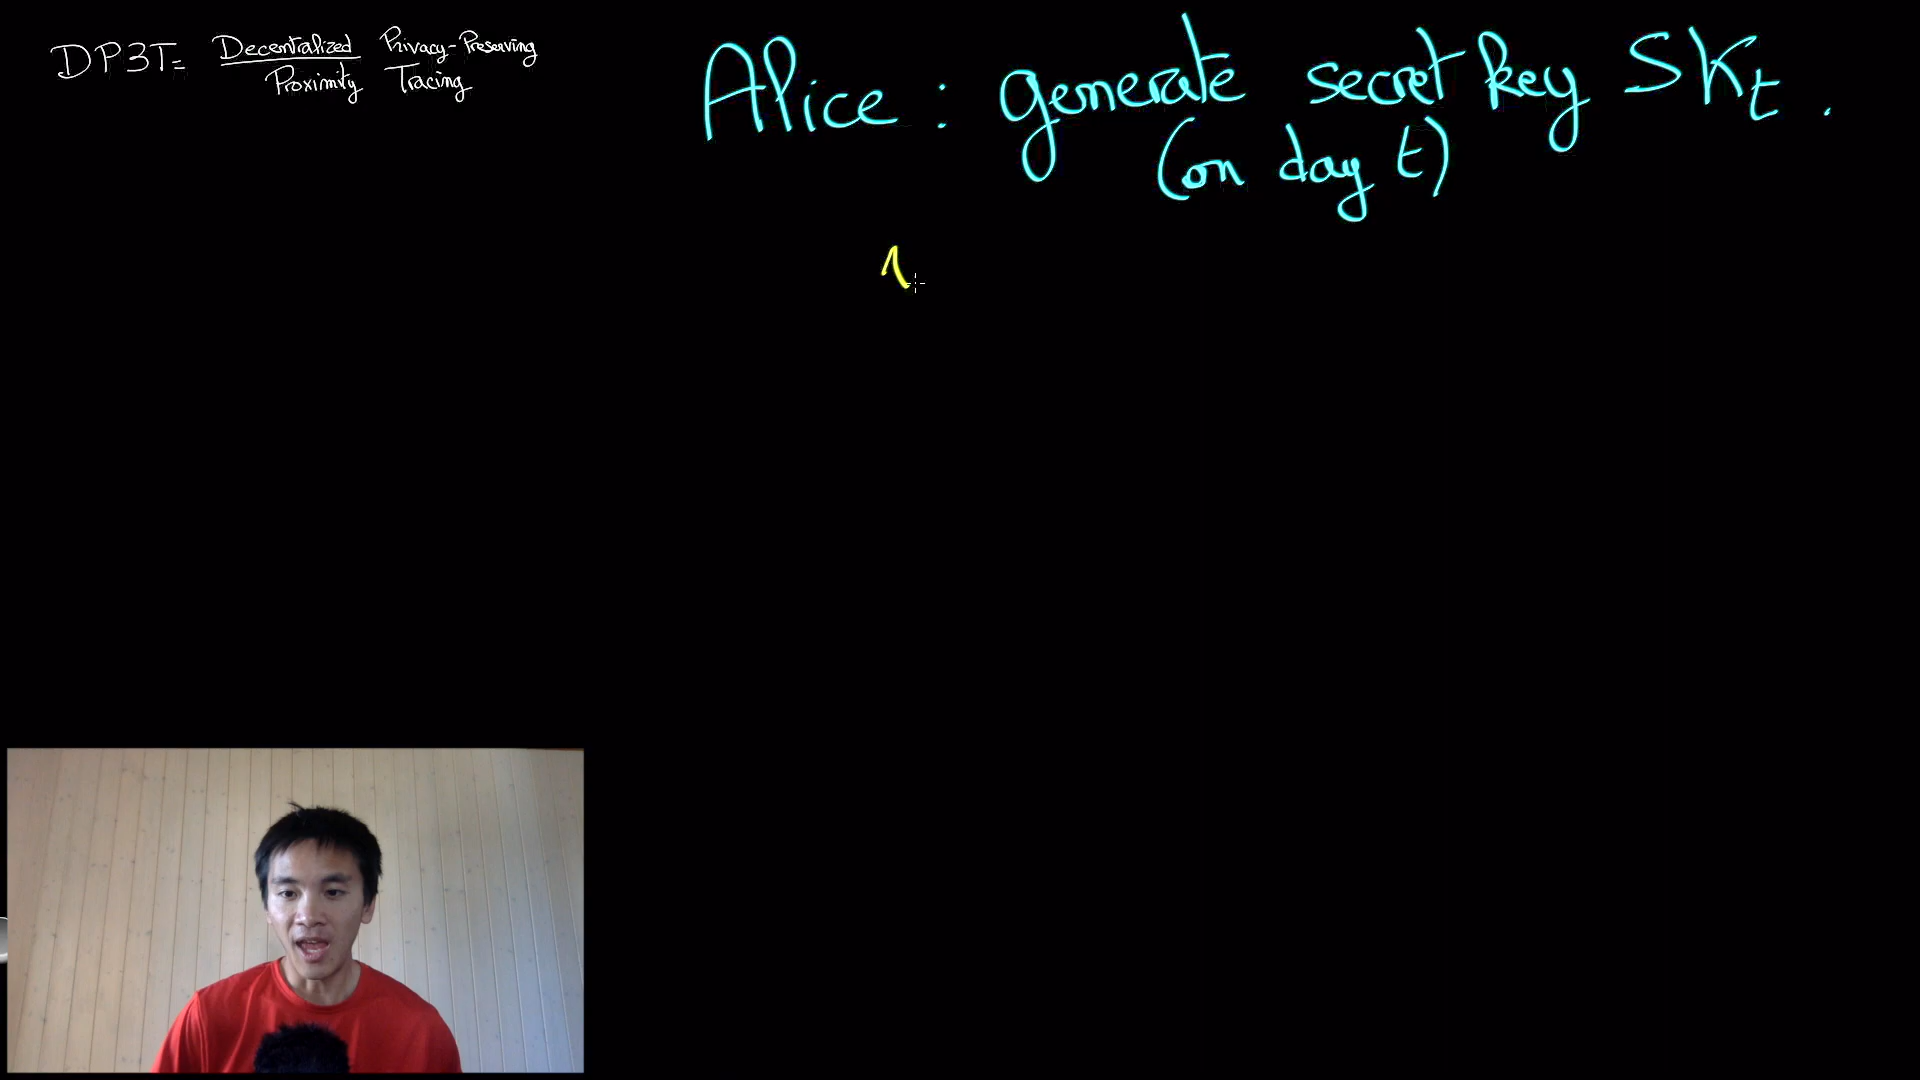 DP3T = Decentralized Privacy-Preserving
Proximity Tracing
Alice : generate secret key SKt .
(on day t)